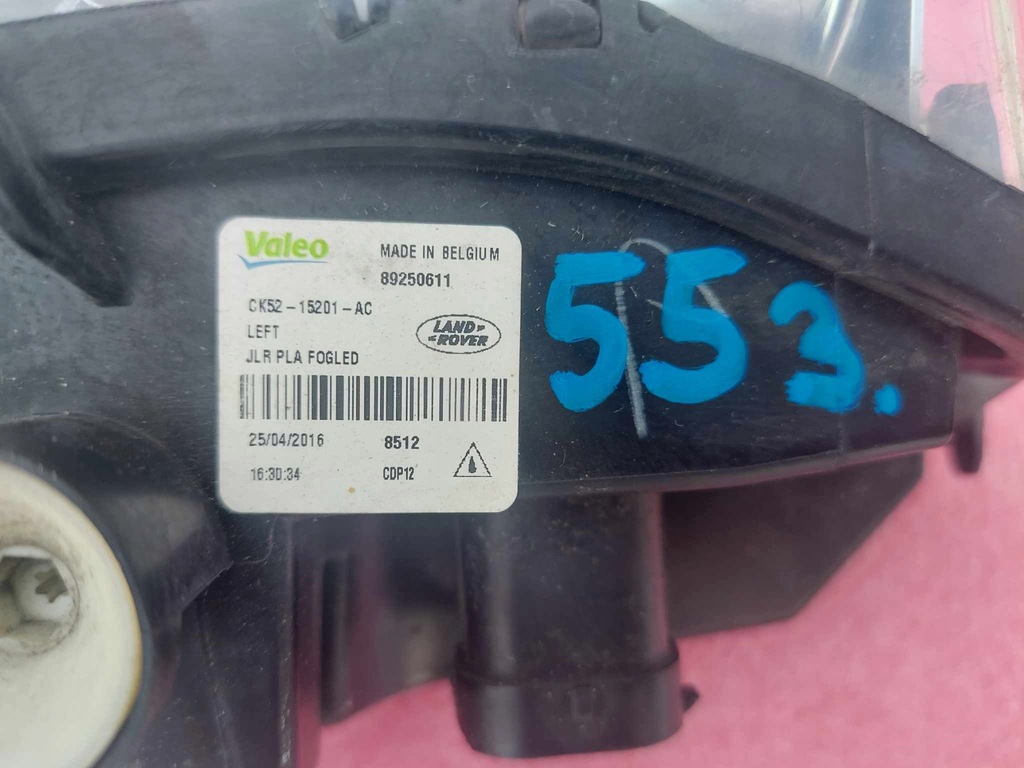 Valeo
MADE IN BELGIUM
89250611
CK52-15201-AC
LEFT
LAND ROVER
JLR PLA FOGLED
25/04/2016
8512
16:30:34
CDP12
553.